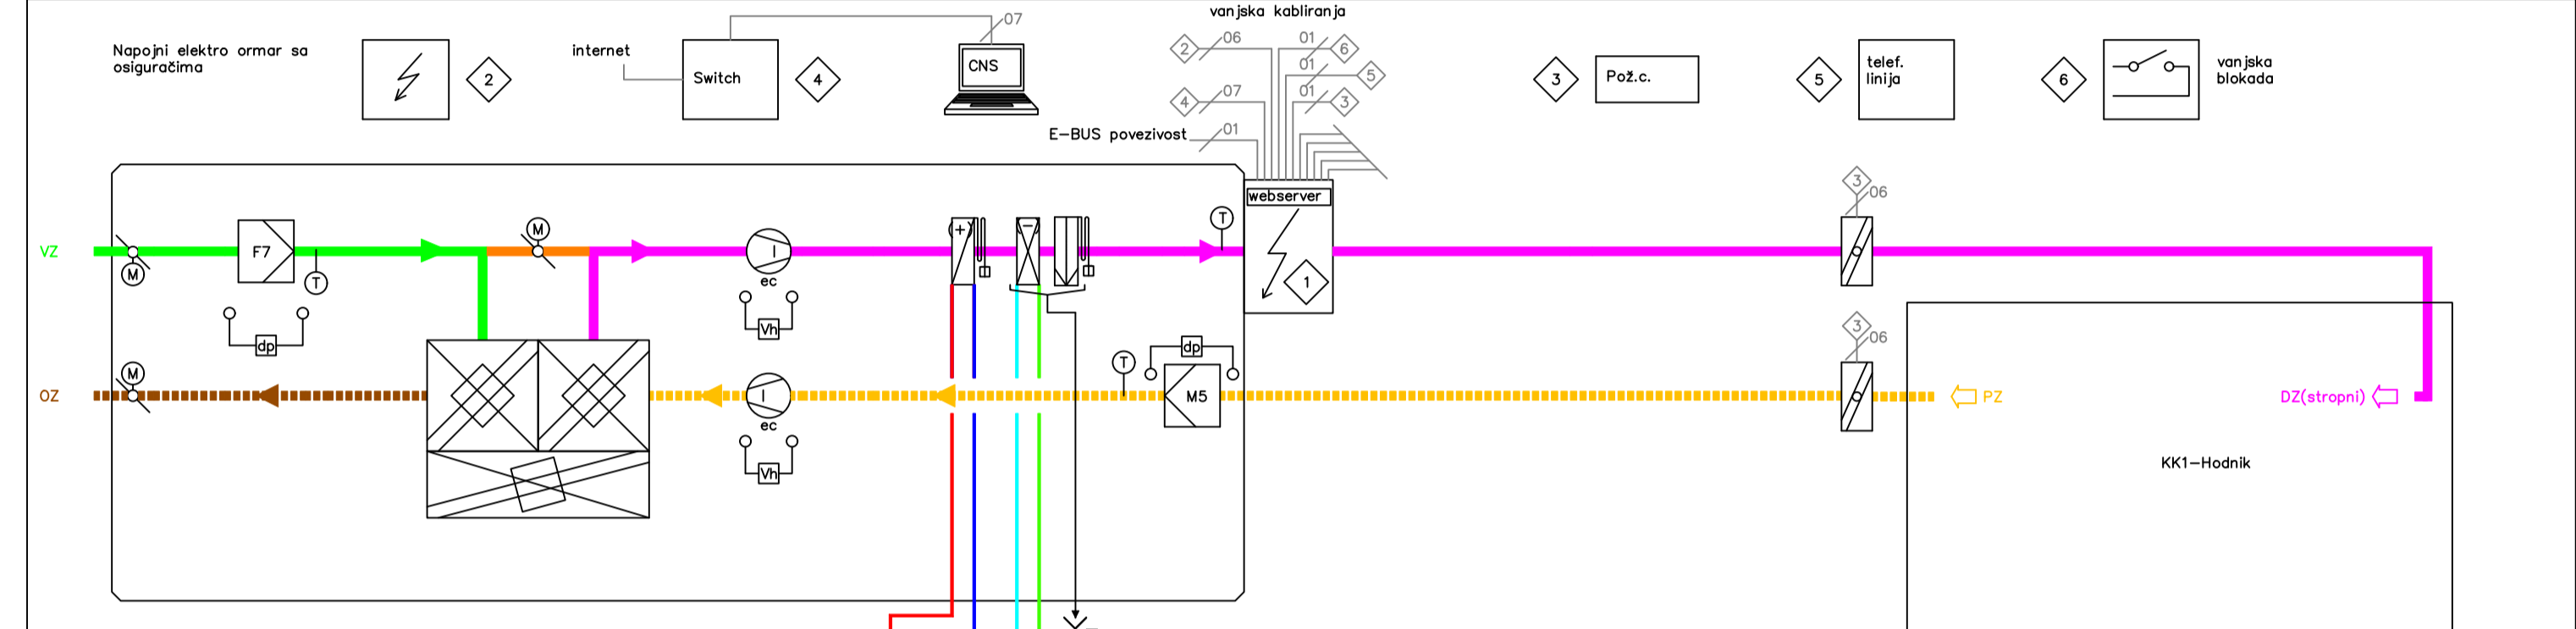 vanjska kabliranja
07
Napojni elektro ormar sa
osiguračima
2
internet
Switch
4
CNS
2
06
01
6
01
5
4
07
01
3
E-BUS povezivost
01
3
Pož.c.
5
telef.
linija
6
vanjska
blokada
webserver
1
3
06
VZ
M
F7
T
M
I
ec
Vh
+
−
T
dp
3
06
OZ
M
I
ec
Vh
T
dp
M5
PZ
DZ(stropni)
KK1-Hodnik